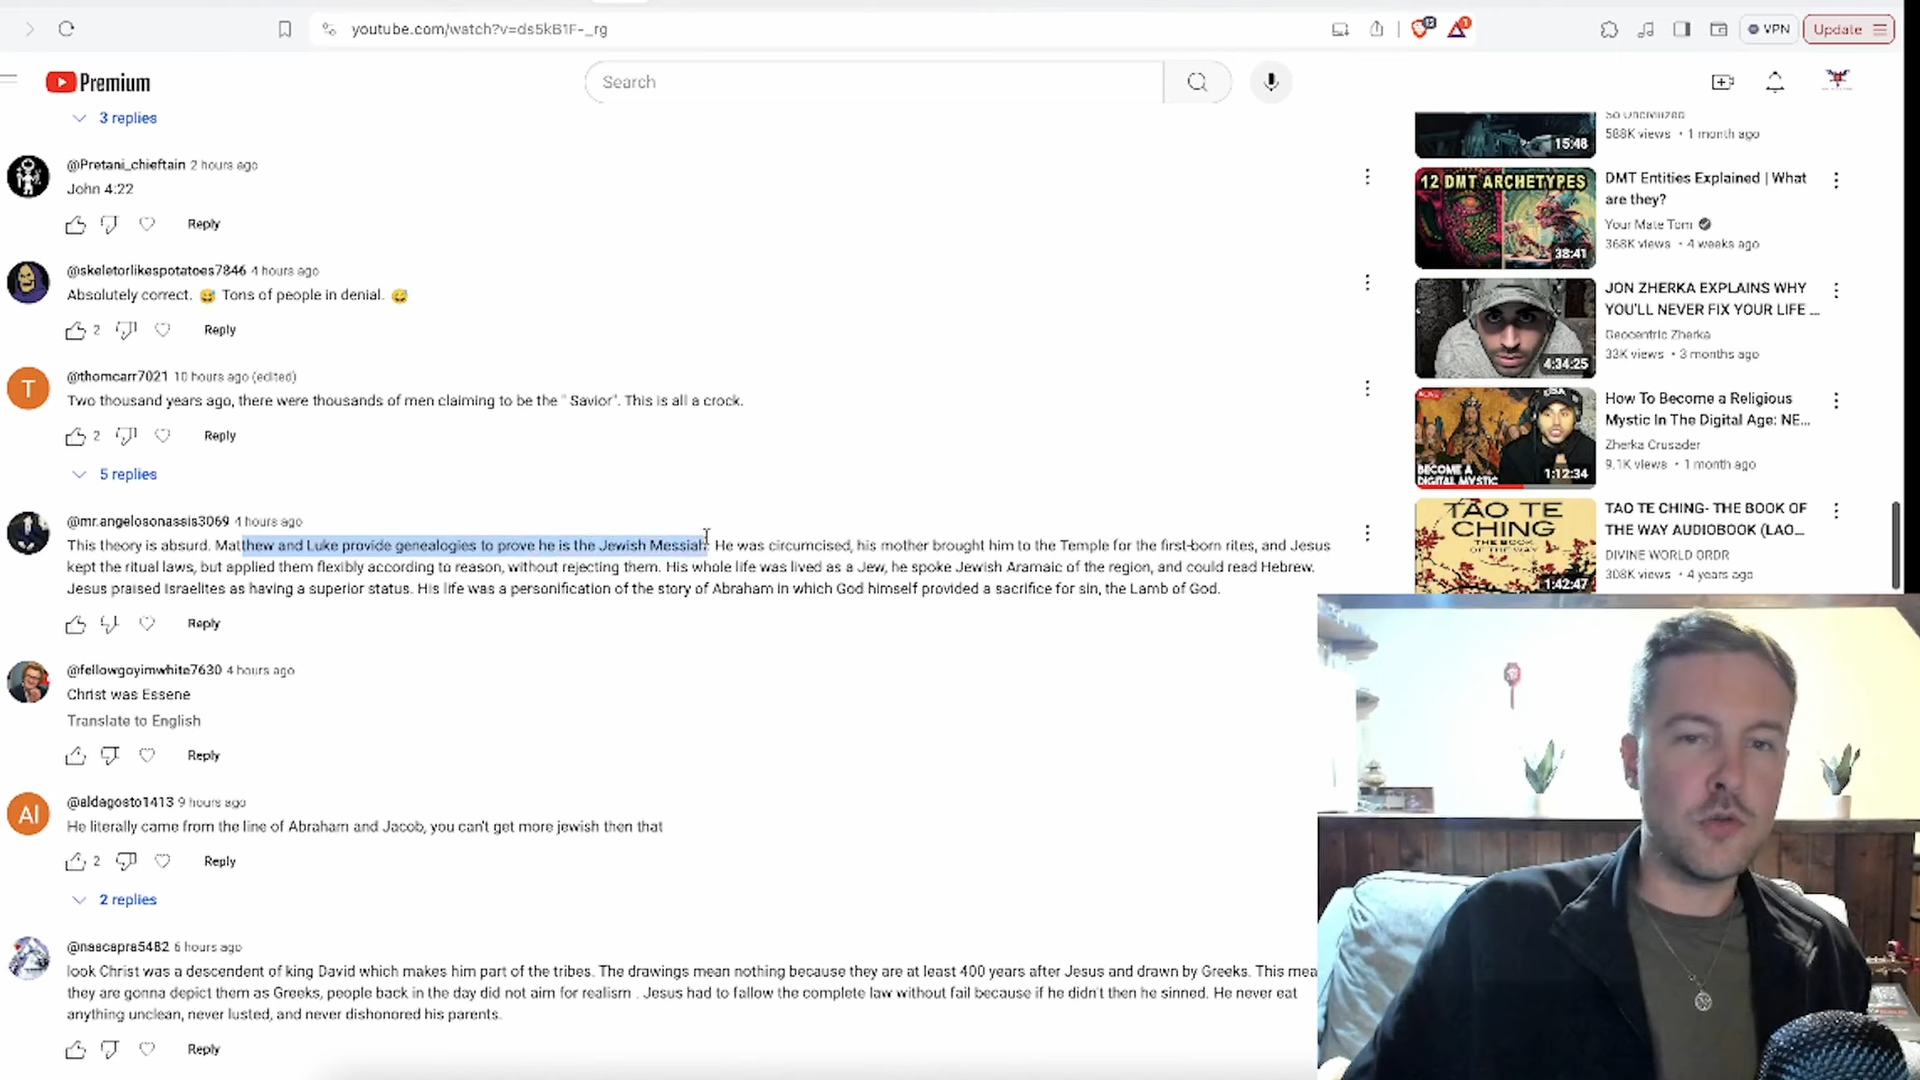 youtube.com/watch?v=ds5kB1F-_rg
VPN
Update
Premium
Search
3 replies
@Pretani_chieftain 2 hours ago
John 4:22
Reply
@skeletorlikespotatoes7846 4 hours ago
Absolutely correct. 😅 Tons of people in denial. 😅
2 Reply
@thomcarr7021 10 hours ago (edited)
Two thousand years ago, there were thousands of men claiming to be the " Savior". This is all a crock.
2 Reply
5 replies
@mr.angelosonassis3069 4 hours ago
This theory is absurd. Matthew and Luke provide genealogies to prove he is the Jewish Messiah. He was circumcised, his mother brought him to the Temple for the first-born rites, and Jesus
kept the ritual laws, but applied them flexibly according to reason, without rejecting them. His whole life was lived as a Jew, he spoke Jewish Aramaic of the region, and could read Hebrew.
Jesus praised Israelites as having a superior status. His life was a personification of the story of Abraham in which God himself provided a sacrifice for sin, the Lamb of God.
Reply
@fellowgoyimwhite7630 4 hours ago
Christ was Essene
Translate to English
Reply
@aldagosto1413 9 hours ago
He literally came from the line of Abraham and Jacob, you can't get more jewish then that
2 Reply
2 replies
@nascapra5482 6 hours ago
look Christ was a descendent of king David which makes him part of the tribes. The drawings mean nothing because they are at least 400 years after Jesus and drawn by Greeks. This mea
they are gonna depict them as Greeks, people back in the day did not aim for realism . Jesus had to fallow the complete law without fail because if he didn't then he sinned. He never eat
anything unclean, never lusted, and never dishonored his parents.
Reply
So Uncivilized
588K views • 1 month ago
15:48
12 DMT ARCHETYPES
38:41
DMT Entities Explained | What
are they?
Your Mate Tom
368K views • 4 weeks ago
4:34:25
JON ZHERKA EXPLAINS WHY
YOU'LL NEVER FIX YOUR LIFE ...
Geocentric Zherka
33K views • 3 months ago
BECOME A
DIGITAL MYSTIC
1:12:34
How To Become a Religious
Mystic In The Digital Age: NE...
Zherka Crusader
9.1K views • 1 month ago
TAO TE
CHING
THE BOOK
OF THE WAY
1:42:47
TAO TE CHING- THE BOOK OF
THE WAY AUDIOBOOK (LAO...
DIVINE WORLD ORDR
308K views • 4 years ago
T
Al